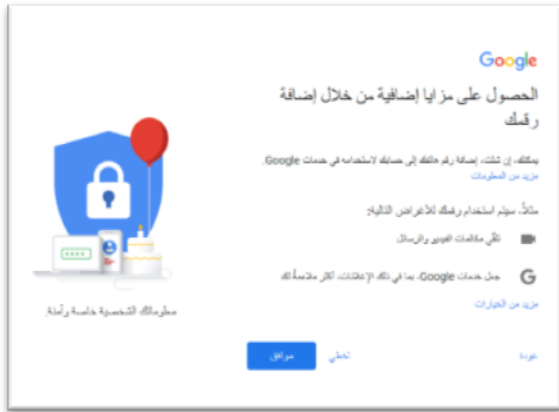 Google
الحصول على مزايا إضافية من خلال إضافة
رقمك
يمكنك، إن شئت، إضافة رقم هاتفك إلى حسابك لاستخدامه في خدمات Google.
مزيد من المعلومات
مثلاً، سيتم استخدام رقمك للأغراض التالية:
تلقّي مكالمات الفيديو والرسائل
جعل خدمات Google، بما في ذلك الإعلانات، أكثر ملاءمةً لك
مزيد من الخيارات
معلوماتك الشخصية خاصة وآمنة.
عودة
تخطي
موافق